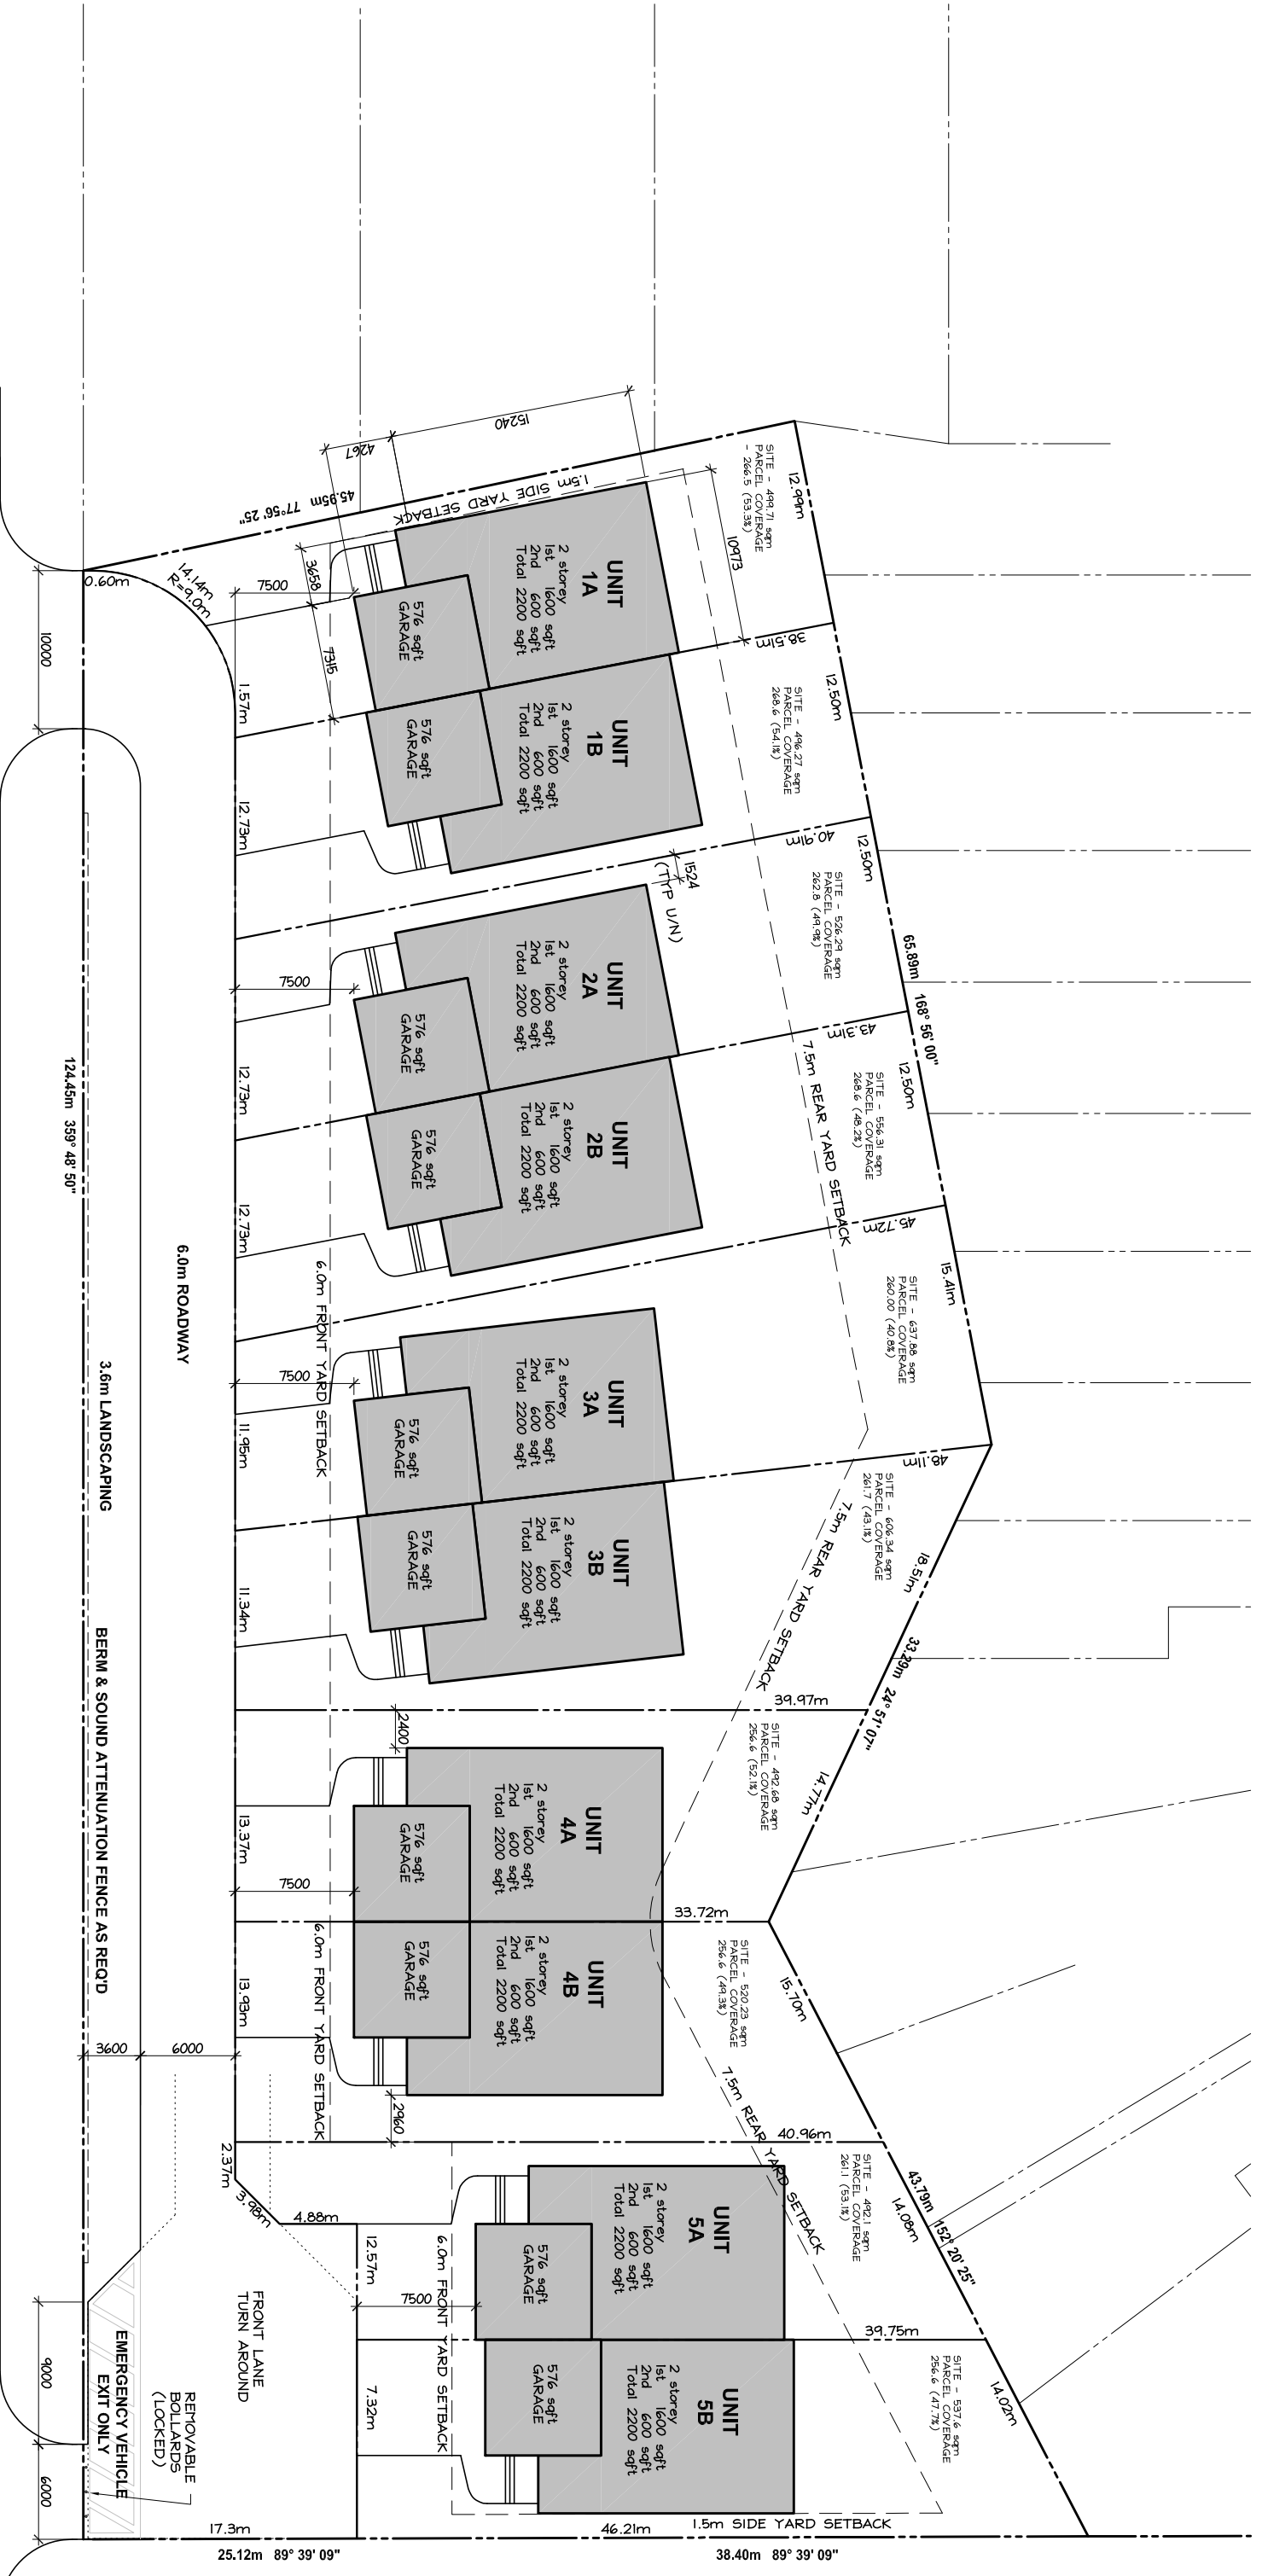 SITE - 499.71 sqm
PARCEL COVERAGE
- 266.5 (53.3%)
12.99m
15240
4267
1.5m SIDE YARD SETBACK
45.95m 77°56' 25"
10973
38.51m
UNIT
1A
2 storey
1st 1600 sqft
2nd 600 sqft
Total 2200 sqft
576 sqft
GARAGE
3658
7315
7500
0.60m
14.14m
R=9.0m
10000
1.57m
SITE - 496.27 sqm
PARCEL COVERAGE
268.6 (54.1%)
12.50m
40.91m
UNIT
1B
2 storey
1st 1600 sqft
2nd 600 sqft
Total 2200 sqft
576 sqft
GARAGE
12.73m
1524
(TYP U/N)
SITE - 526.29 sqm
PARCEL COVERAGE
262.8 (49.9%)
12.50m
65.89m 168° 56' 00"
43.31m
UNIT
2A
2 storey
1st 1600 sqft
2nd 600 sqft
Total 2200 sqft
576 sqft
GARAGE
7500
12.73m
SITE - 556.31 sqm
PARCEL COVERAGE
268.6 (48.2%)
12.50m
7.5m REAR YARD SETBACK
45.72m
UNIT
2B
2 storey
1st 1600 sqft
2nd 600 sqft
Total 2200 sqft
576 sqft
GARAGE
12.73m
124.45m 359° 48' 50"
6.0m ROADWAY
6.0m FRONT YARD SETBACK
SITE - 637.88 sqm
PARCEL COVERAGE
260.00 (40.8%)
15.41m
48.11m
UNIT
3A
2 storey
1st 1600 sqft
2nd 600 sqft
Total 2200 sqft
576 sqft
GARAGE
7500
11.95m
3.6m LANDSCAPING
SITE - 606.34 sqm
PARCEL COVERAGE
261.7 (43.1%)
18.51m
33.29m 24° 51' 07"
7.5m REAR YARD SETBACK
UNIT
3B
2 storey
1st 1600 sqft
2nd 600 sqft
Total 2200 sqft
576 sqft
GARAGE
11.34m
BERM & SOUND ATTENUATION FENCE AS REQ'D
39.97m
2400
SITE - 492.68 sqm
PARCEL COVERAGE
256.6 (52.1%)
14.77m
UNIT
4A
2 storey
1st 1600 sqft
2nd 600 sqft
Total 2200 sqft
576 sqft
GARAGE
13.37m
7500
33.72m
SITE - 520.23 sqm
PARCEL COVERAGE
256.6 (49.3%)
15.70m
UNIT
4B
2 storey
1st 1600 sqft
2nd 600 sqft
Total 2200 sqft
576 sqft
GARAGE
6.0m FRONT YARD SETBACK
13.93m
3600
6000
2960
7.5m REAR YARD SETBACK
40.96m
43.79m 152° 20' 25"
SITE - 492.1 sqm
PARCEL COVERAGE
261.1 (53.1%)
14.08m
UNIT
5A
2 storey
1st 1600 sqft
2nd 600 sqft
Total 2200 sqft
576 sqft
GARAGE
2.37m
3.98m
4.88m
12.57m
7500
6.0m FRONT YARD SETBACK
39.75m
SITE - 537.6 sqm
PARCEL COVERAGE
256.6 (47.7%)
14.02m
UNIT
5B
2 storey
1st 1600 sqft
2nd 600 sqft
Total 2200 sqft
576 sqft
GARAGE
7.32m
FRONT LANE
TURN AROUND
EMERGENCY VEHICLE
EXIT ONLY
REMOVABLE
BOLLARDS
(LOCKED)
9000
6000
17.3m
46.21m
1.5m SIDE YARD SETBACK
25.12m 89° 39' 09"
38.40m 89° 39' 09"